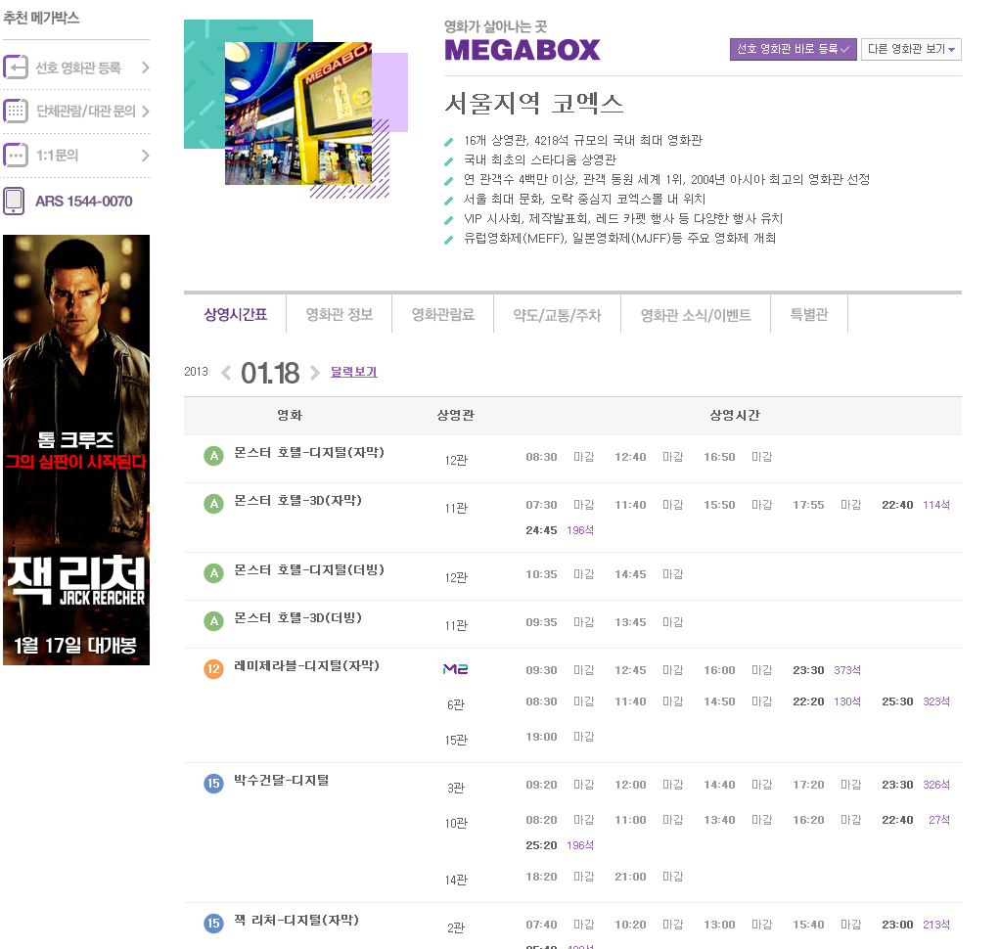 추천 메가박스
선호 영화관 등록
단체관람/대관 문의
1:1문의
ARS 1544-0070
톰 크루즈
그의 심판이 시작된다
잭 리처
JACK REACHER
1월 17일 대개봉
MEGABO
영화가 살아나는 곳
MEGABOX
선호 영화관 바로 등록
다른 영화관 보기
서울지역 코엑스
16개 상영관, 4218석 규모의 국내 최대 영화관
국내 최초의 스타디움 상영관
연 관객수 4백만 이상, 관객 동원 세계 1위, 2004년 아시아 최고의 영화관 선정
서울 최대 문화, 오락 중심지 코엑스몰 내 위치
VIP 시사회, 제작발표회, 레드 카펫 행사 등 다양한 행사 유치
유럽영화제(MEFF), 일본영화제(MJFF)등 주요 영화제 개최
상영시간표 영화관 정보 영화관람료 약도/교통/주차 영화관 소식/이벤트 특별관
2013 01.18 달력보기
영화 상영관 상영시간
A 몬스터 호텔-디지털(자막) 12관 08:30 마감 12:40 마감 16:50 마감
A 몬스터 호텔-3D(자막) 11관 07:30 마감 11:40 마감 15:50 마감 17:55 마감 22:40 114석
24:45 196석
A 몬스터 호텔-디지털(더빙) 12관 10:35 마감 14:45 마감
A 몬스터 호텔-3D(더빙) 11관 09:35 마감 13:45 마감
12 레미제라블-디지털(자막) M2 09:30 마감 12:45 마감 16:00 마감 23:30 373석
6관 08:30 마감 11:40 마감 14:50 마감 22:20 130석 25:30 323석
15관 19:00 마감
15 박수건달-디지털 3관 09:20 마감 12:00 마감 14:40 마감 17:20 마감 23:30 326석
10관 08:20 마감 11:00 마감 13:40 마감 16:20 마감 22:40 27석
25:20 196석
14관 18:20 마감 21:00 마감
15 잭 리처-디지털(자막) 2관 07:40 마감 10:20 마감 13:00 마감 15:40 마감 23:00 213석